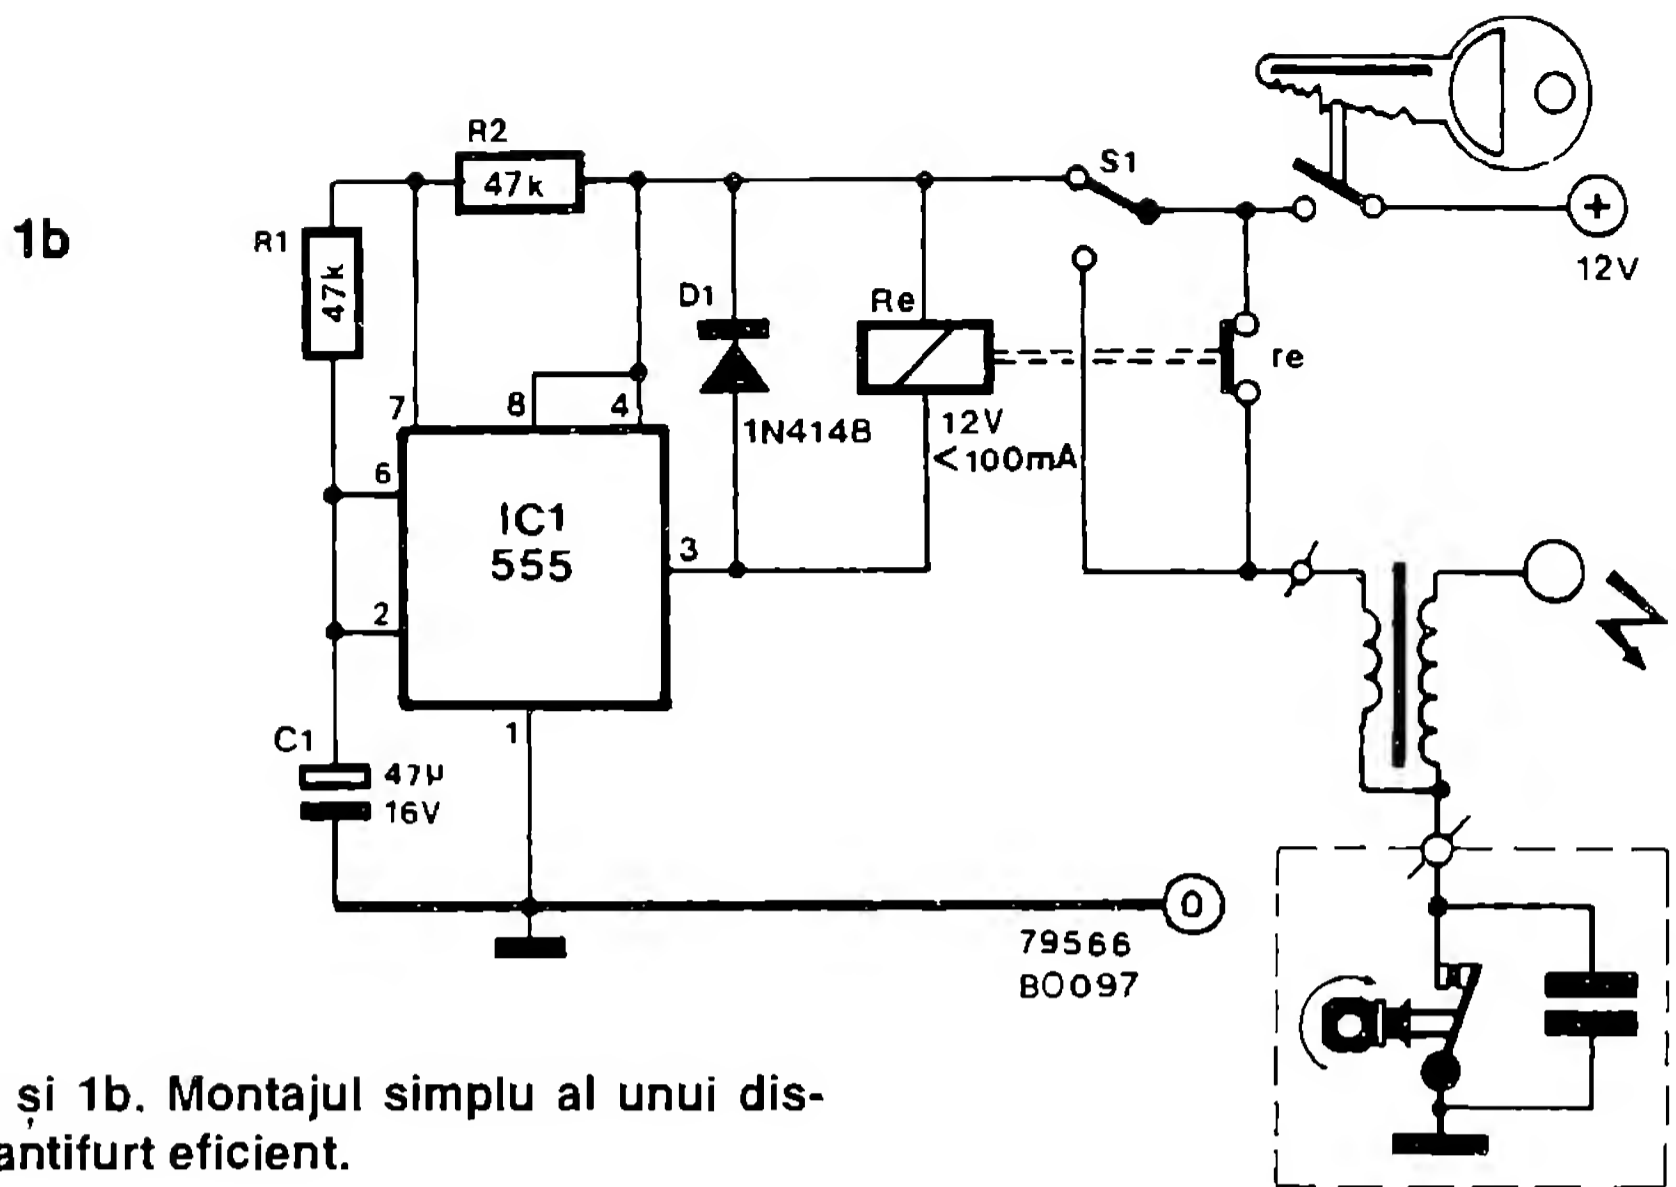 1b
R2
47k
R1
47k
S1
+
12V
D1
1N4148
Re
12V
<100mA
re
7
8
4
6
IC1
555
3
2
1
C1
47µ
16V
0
79566
80097
și 1b. Montajul simplu al unui dis-
antifurt eficient.